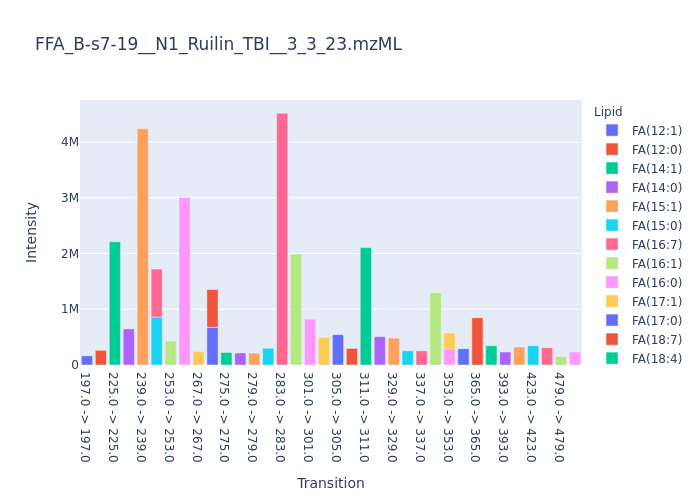 FFA_B-s7-19__N1_Ruilin_TBI__3_3_23.mzML
Lipid
FA(12:1)
FA(12:0)
FA(14:1)
FA(14:0)
FA(15:1)
FA(15:0)
FA(16:7)
FA(16:1)
FA(16:0)
FA(17:1)
FA(17:0)
FA(18:7)
FA(18:4)
Intensity
4M
3M
2M
1M
0
197.0 -> 197.0
225.0 -> 225.0
239.0 -> 239.0
253.0 -> 253.0
267.0 -> 267.0
275.0 -> 275.0
279.0 -> 279.0
283.0 -> 283.0
301.0 -> 301.0
305.0 -> 305.0
311.0 -> 311.0
329.0 -> 329.0
337.0 -> 337.0
353.0 -> 353.0
365.0 -> 365.0
393.0 -> 393.0
423.0 -> 423.0
479.0 -> 479.0
Transition